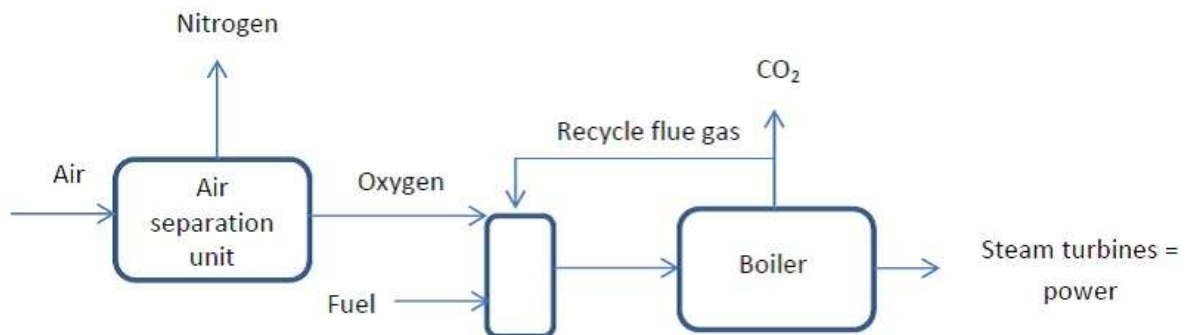 Nitrogen
CO₂
Recycle flue gas
Air
Air
separation
unit
Oxygen
Fuel
Boiler
Steam turbines =
power